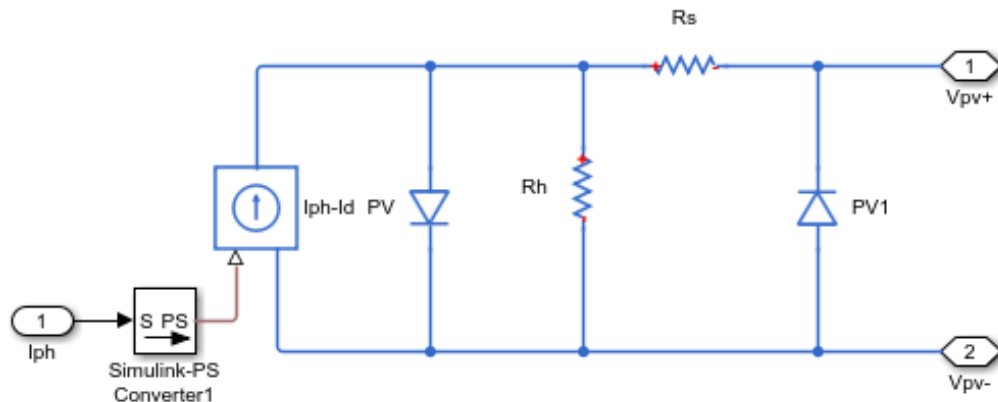 Rs
1
Vpv+
Iph-Id PV
Rh
PV1
1
Iph
S PS
Simulink-PS
Converter1
2
Vpv-